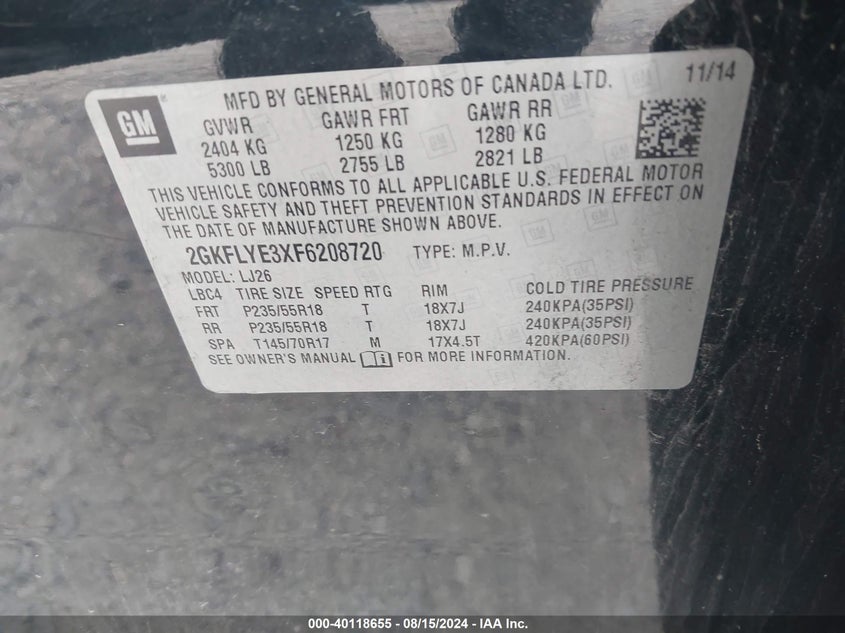 GM
MFD BY GENERAL MOTORS OF CANADA LTD. 11/14
GVWR GAWR FRT GAWR RR
2404 KG 1250 KG 1280 KG
5300 LB 2755 LB 2821 LB
THIS VEHICLE CONFORMS TO ALL APPLICABLE U.S. FEDERAL MOTOR
VEHICLE SAFETY AND THEFT PREVENTION STANDARDS IN EFFECT ON
THE DATE OF MANUFACTURE SHOWN ABOVE.
2GKFLYE3XF6208720 TYPE: M.P.V.
MODEL: LJ26
LBC4 TIRE SIZE SPEED RTG RIM COLD TIRE PRESSURE
FRT P235/55R18 T 18X7J 240KPA(35PSI)
RR P235/55R18 T 18X7J 240KPA(35PSI)
SPA T145/70R17 M 17X4.5T 420KPA(60PSI)
SEE OWNER'S MANUAL FOR MORE INFORMATION.
000-40118655 - 08/15/2024 - IAA Inc.